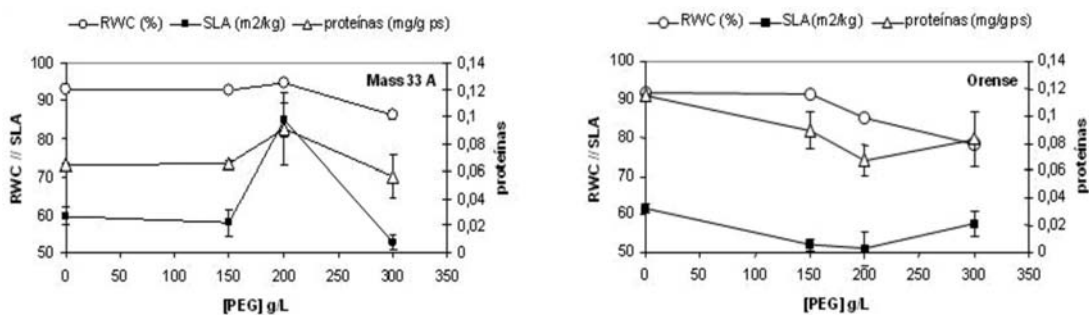 RWC (%) SLA(m2/kg) proteínas (mg/g ps)
Mass 33 A
RWC // SLA
100
90
80
70
60
50
0,14
0,12
0,1
0,08
0,06
0,04
0,02
0
proteínas
0 50 100 150 200 250 300 350
[PEG] g/L
RWC (%) SLA (m2/kg) proteínas (mg/gps)
Orense
RWC // SLA
100
90
80
70
60
50
0,14
0,12
0,1
0,08
0,06
0,04
0,02
0
proteínas
0 50 100 150 200 250 300 350
[PEG] g/L